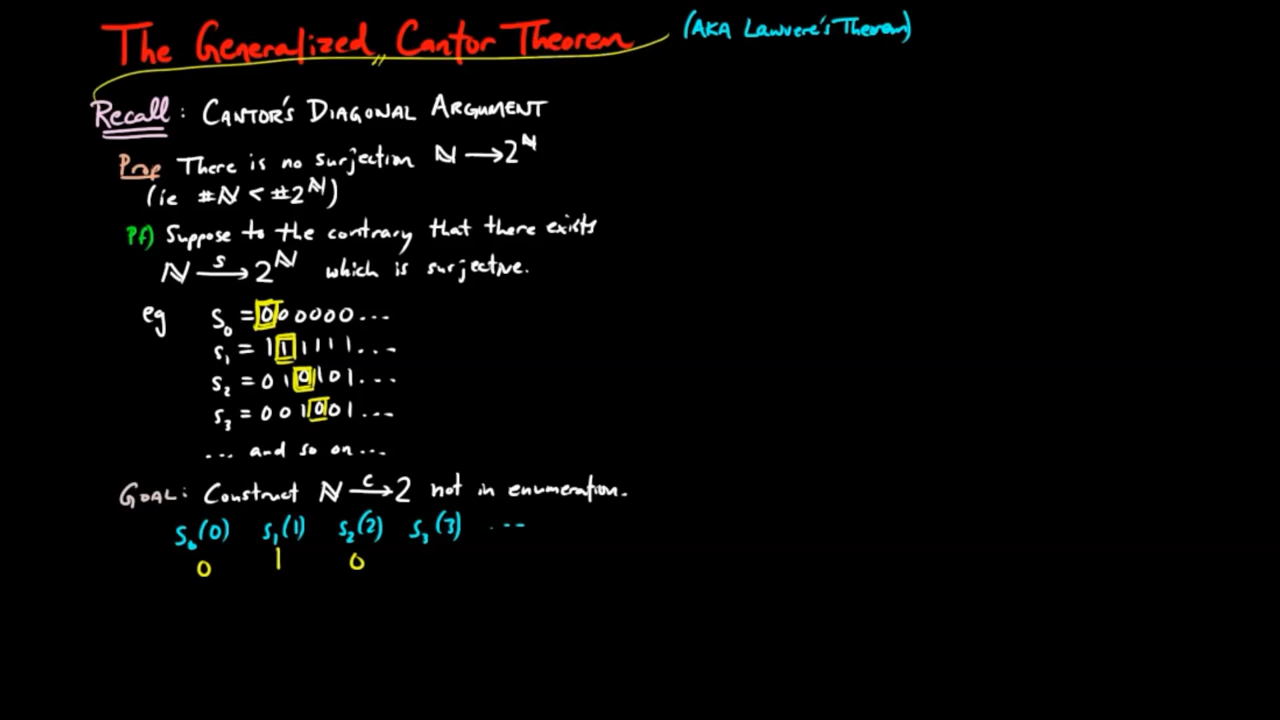 The Generalized Cantor Theorem (AKA Lawvere's Theorem)
Recall: CANTOR'S DIAGONAL ARGUMENT
Prop There is no surjection ℕ → 2^ℕ
(ie #ℕ < #2^ℕ)
Pf) Suppose to the contrary that there exists
ℕ —s→ 2^ℕ which is surjective.
eg S₀ = 000000...
S₁ = 111111...
S₂ = 010101...
S₃ = 001001...
... and so on ...
GOAL: Construct ℕ —c→ 2 not in enumeration.
S₀(0) S₁(1) S₂(2) S₃(3) ...
0 1 0